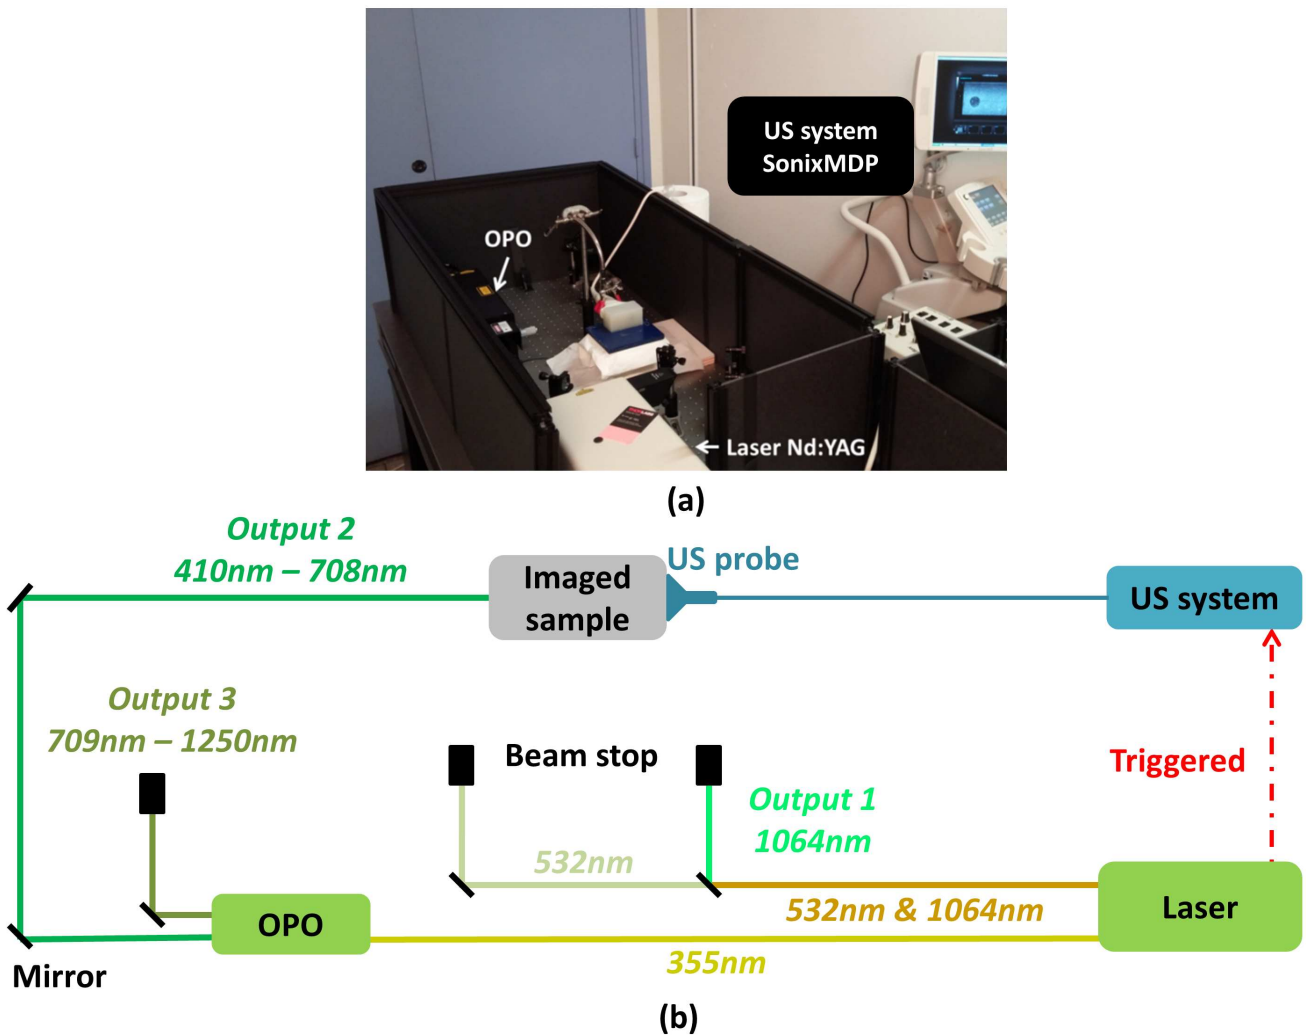 US system
SonixMDP
OPO
Laser Nd:YAG
(a)
Output 2
410nm – 708nm
Imaged
sample
US probe
US system
Output 3
709nm – 1250nm
Beam stop
Triggered
Output 1
1064nm
532nm
532nm & 1064nm
Laser
OPO
355nm
Mirror
(b)